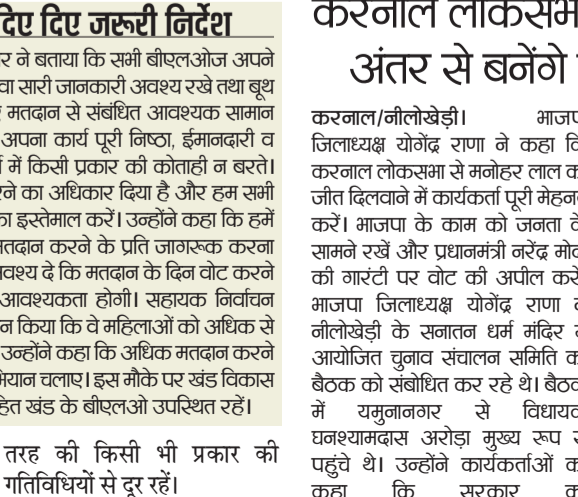 दिए दिए जरूरी निर्देश
र ने बताया कि सभी बीएलओज अपने
वा सारी जानकारी अवश्य रखे तथा बूथ
मतदान से संबंधित आवश्यक सामान
अपना कार्य पूरी निष्ठा, ईमानदारी व
में किसी प्रकार की कोताही न बरते।
रने का अधिकार दिया है और हम सभी
का इस्तेमाल करें। उन्होंने कहा कि हमें
मतदान करने के प्रति जागरूक करना
वश्य दे कि मतदान के दिन वोट करने
आवश्यकता होगी। सहायक निर्वाचन
न किया कि वे महिलाओं को अधिक से
उन्होंने कहा कि अधिक मतदान करने
भियान चलाए। इस मौके पर खंड विकास
हित खंड के बीएलओ उपस्थित रहें।
तरह की किसी भी प्रकार की
गतिविधियों से दूर रहें।
करनाल लोकसभ
अंतर से बनेंगे
करनाल/नीलोखेड़ी। भाजप
जिलाध्यक्ष योगेंद्र राणा ने कहा कि
करनाल लोकसभा से मनोहर लाल क
जीत दिलवाने में कार्यकर्ता पूरी मेहन
करें। भाजपा के काम को जनता के
सामने रखें और प्रधानमंत्री नरेंद्र मोद
की गारंटी पर वोट की अपील करें
भाजपा जिलाध्यक्ष योगेंद्र राणा
नीलोखेड़ी के सनातन धर्म मंदिर
आयोजित चुनाव संचालन समिति क
बैठक को संबोधित कर रहे थे। बैठक
में यमुनानगर से विधायक
घनश्यामदास अरोड़ा मुख्य रूप स
पहुंचे थे। उन्होंने कार्यकर्ताओं क
कहा कि सरकार क